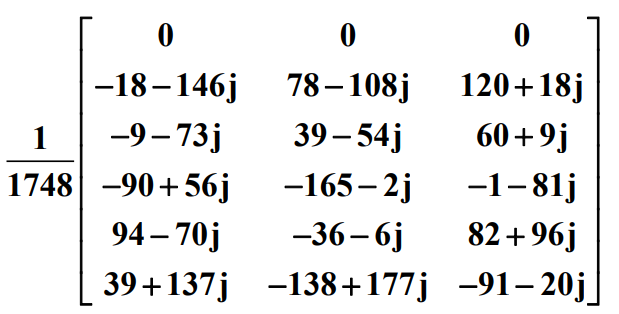 0 0 0
−18−146j 78−108j 120+18j
1 −9−73j 39−54j 60+9j
1748 −90+56j −165−2j −1−81j
94−70j −36−6j 82+96j
39+137j −138+177j −91−20j